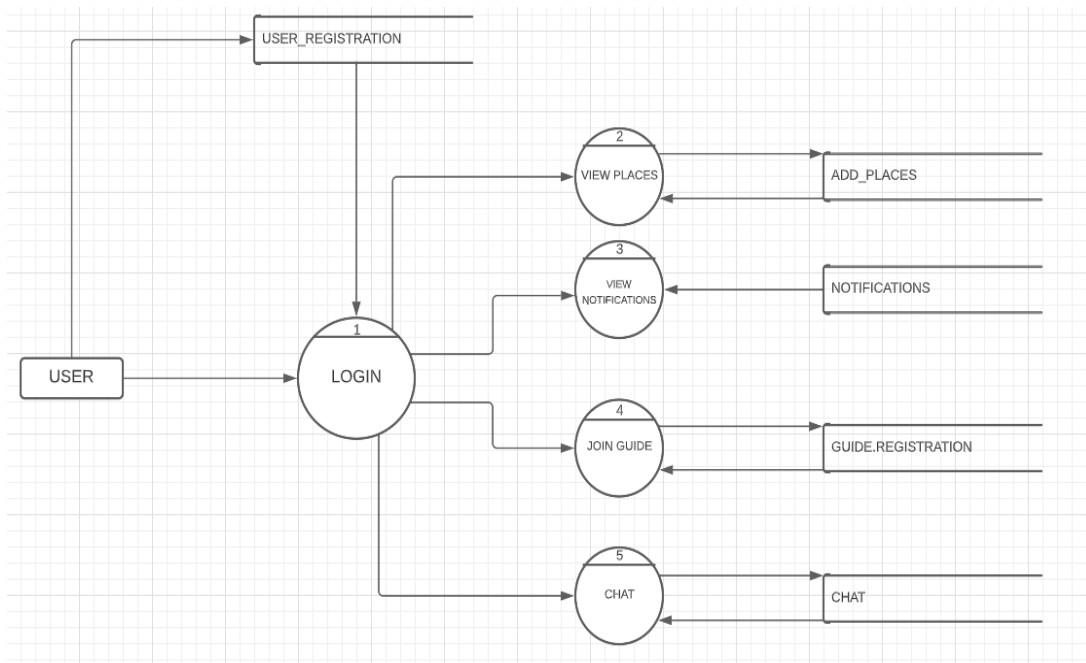 USER_REGISTRATION
2
VIEW PLACES
ADD_PLACES
3
VIEW
NOTIFICATIONS
NOTIFICATIONS
1
LOGIN
USER
4
JOIN GUIDE
GUIDE.REGISTRATION
5
CHAT
CHAT